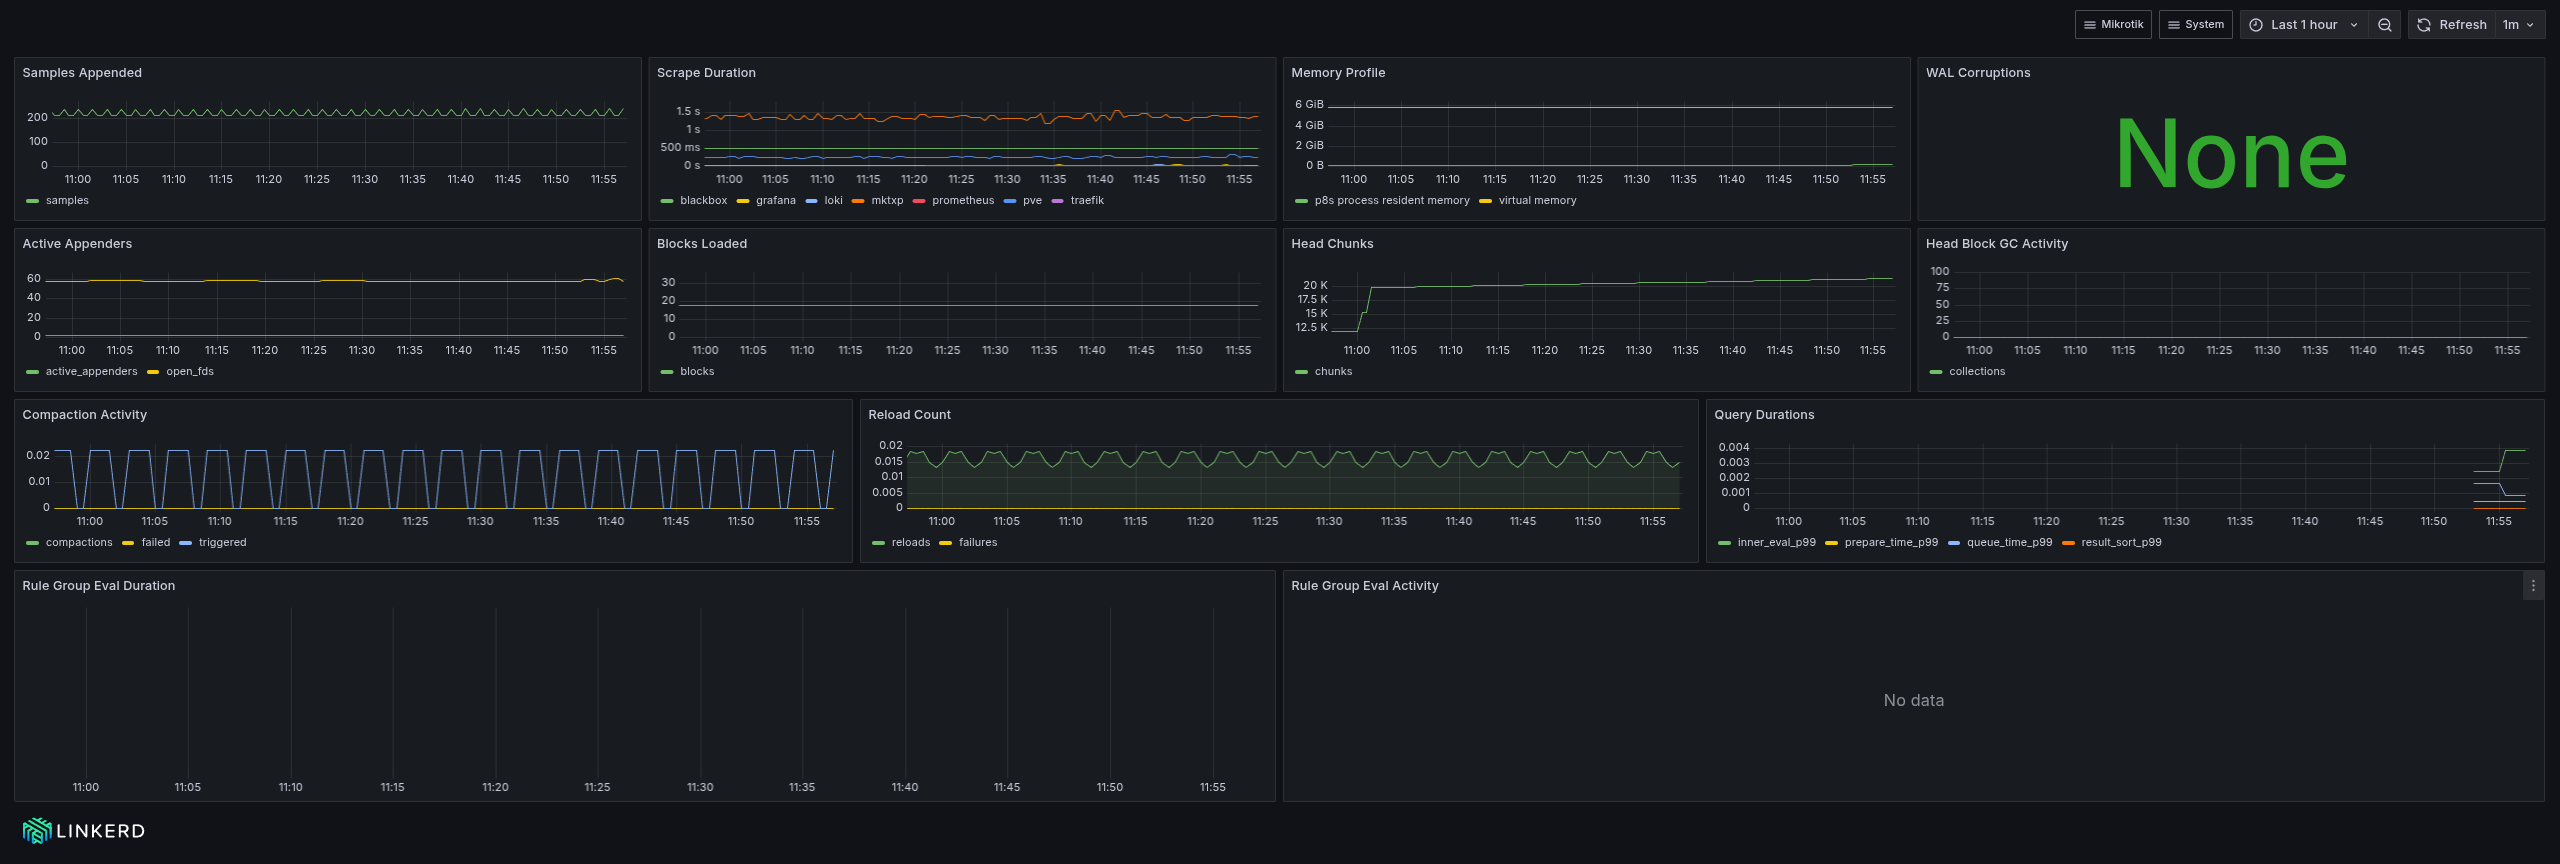 Mikrotik System Last 1 hour Refresh 1m
Samples Appended
200
100
0
11:00 11:05 11:10 11:15 11:20 11:25 11:30 11:35 11:40 11:45 11:50 11:55
samples
Scrape Duration
1.5 s
1 s
500 ms
0 s
11:00 11:05 11:10 11:15 11:20 11:25 11:30 11:35 11:40 11:45 11:50 11:55
blackbox grafana loki mktxp prometheus pve traefik
Memory Profile
6 GiB
4 GiB
2 GiB
0 B
11:00 11:05 11:10 11:15 11:20 11:25 11:30 11:35 11:40 11:45 11:50 11:55
p8s process resident memory virtual memory
WAL Corruptions
None
Active Appenders
60
40
20
0
11:00 11:05 11:10 11:15 11:20 11:25 11:30 11:35 11:40 11:45 11:50 11:55
active_appenders open_fds
Blocks Loaded
30
20
10
0
11:00 11:05 11:10 11:15 11:20 11:25 11:30 11:35 11:40 11:45 11:50 11:55
blocks
Head Chunks
20 K
17.5 K
15 K
12.5 K
11:00 11:05 11:10 11:15 11:20 11:25 11:30 11:35 11:40 11:45 11:50 11:55
chunks
Head Block GC Activity
100
75
50
25
0
11:00 11:05 11:10 11:15 11:20 11:25 11:30 11:35 11:40 11:45 11:50 11:55
collections
Compaction Activity
0.02
0.01
0
11:00 11:05 11:10 11:15 11:20 11:25 11:30 11:35 11:40 11:45 11:50 11:55
compactions failed triggered
Reload Count
0.02
0.015
0.01
0.005
0
11:00 11:05 11:10 11:15 11:20 11:25 11:30 11:35 11:40 11:45 11:50 11:55
reloads failures
Query Durations
0.004
0.003
0.002
0.001
0
11:00 11:05 11:10 11:15 11:20 11:25 11:30 11:35 11:40 11:45 11:50 11:55
inner_eval_p99 prepare_time_p99 queue_time_p99 result_sort_p99
Rule Group Eval Duration
11:00 11:05 11:10 11:15 11:20 11:25 11:30 11:35 11:40 11:45 11:50 11:55
Rule Group Eval Activity
No data
LINKERD